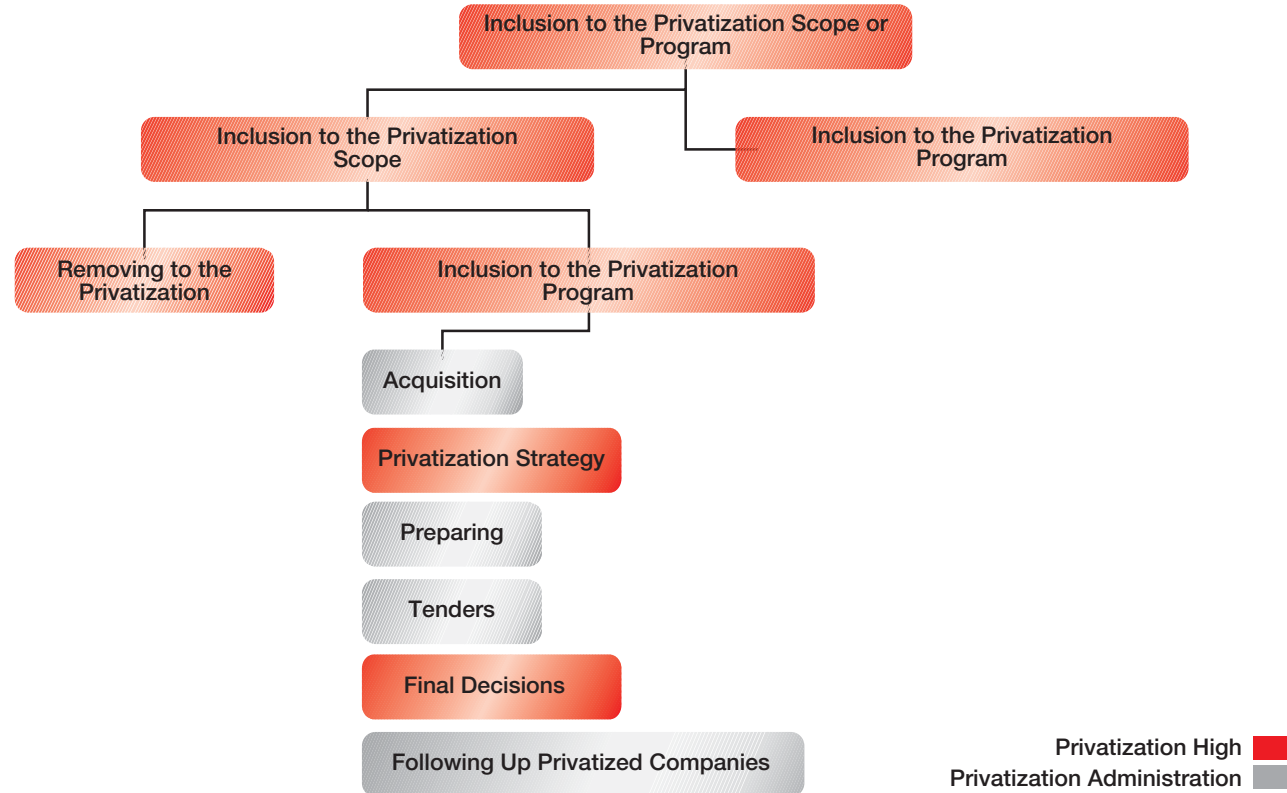 Inclusion to the Privatization Scope or
Program
Inclusion to the Privatization
Scope
Inclusion to the Privatization
Program
Removing to the
Privatization
Inclusion to the Privatization
Program
Acquisition
Privatization Strategy
Preparing
Tenders
Final Decisions
Following Up Privatized Companies
Privatization High
Privatization Administration